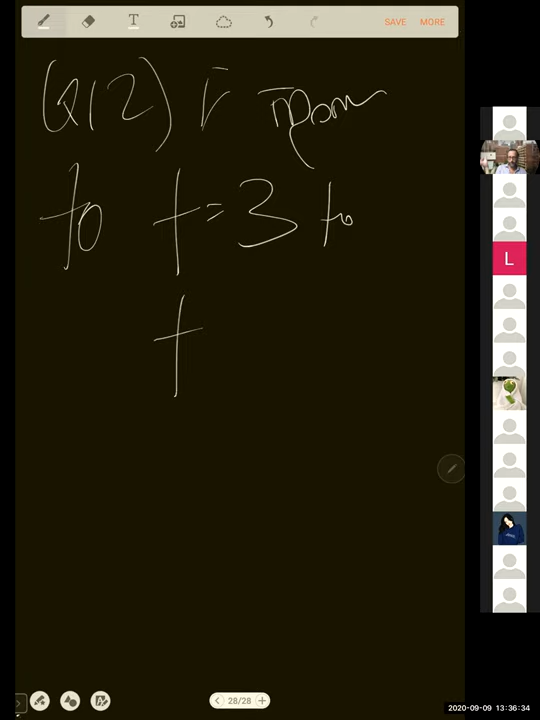 SAVE MORE
Q12)
to t = 3 to
t
L
28/28
2020-09-09 13:36:34